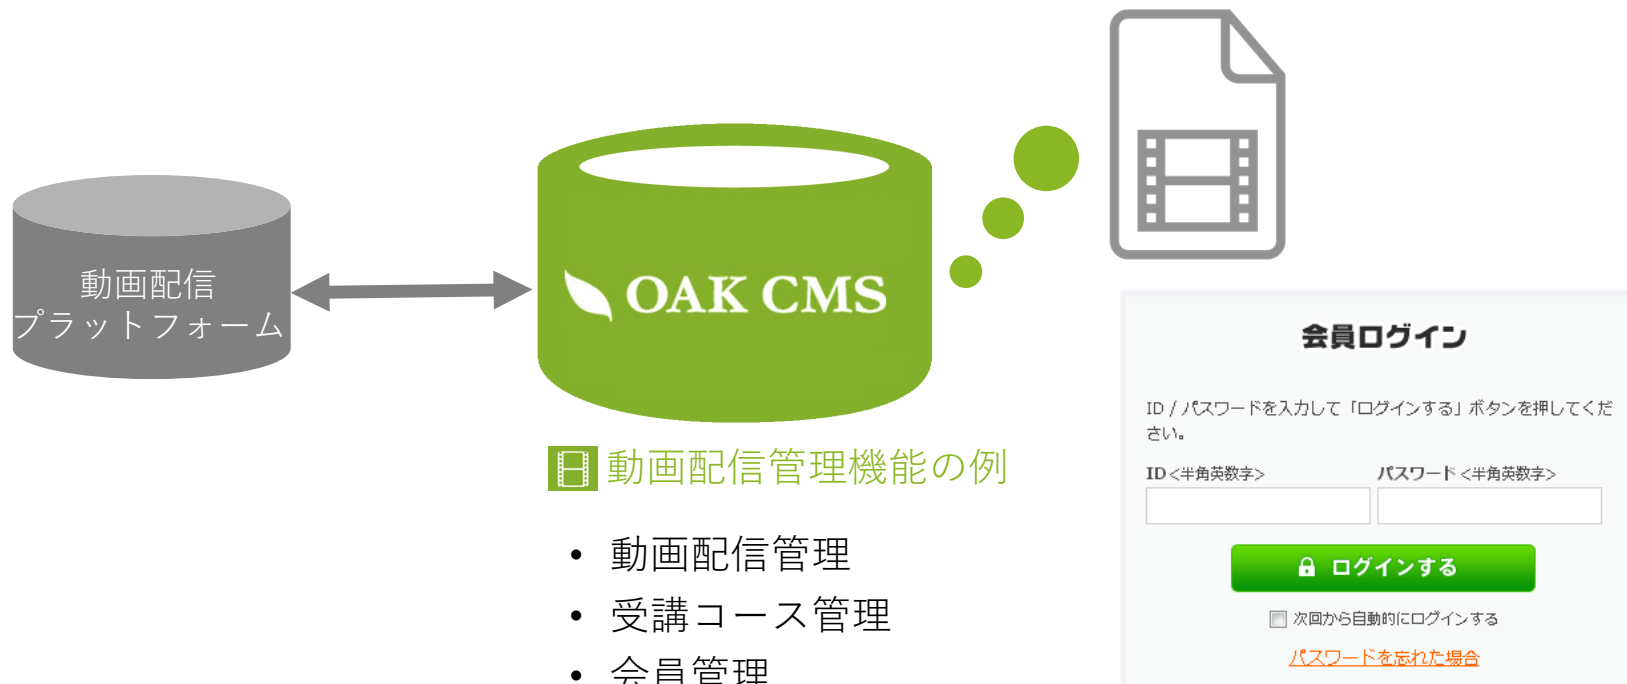 動画配信
プラットフォーム
OAK CMS
動画配信管理機能の例
• 動画配信管理
• 受講コース管理
• 会員管理
会員ログイン
ID / パスワードを入力して「ログインする」ボタンを押してくだ
さい。
ID<半角英数字> パスワード<半角英数字>
ログインする
次回から自動的にログインする
パスワードを忘れた場合